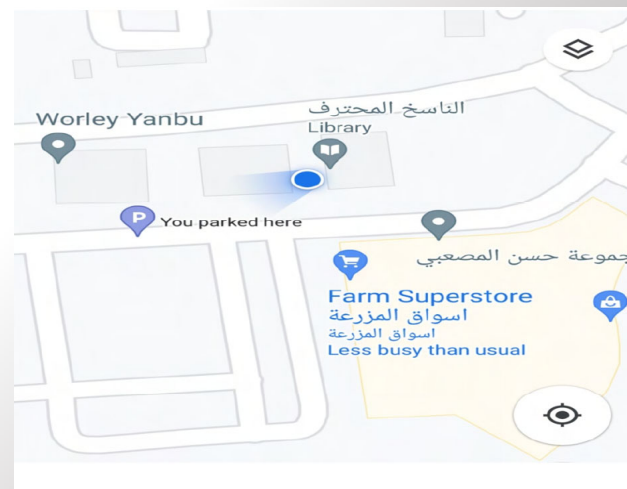 الناسخ المحترف
Library
Worley Yanbu
P
You parked here
جموعة حسن المصعبي
Farm Superstore
اسواق المزرعة
اسواق المزرعة
Less busy than usual